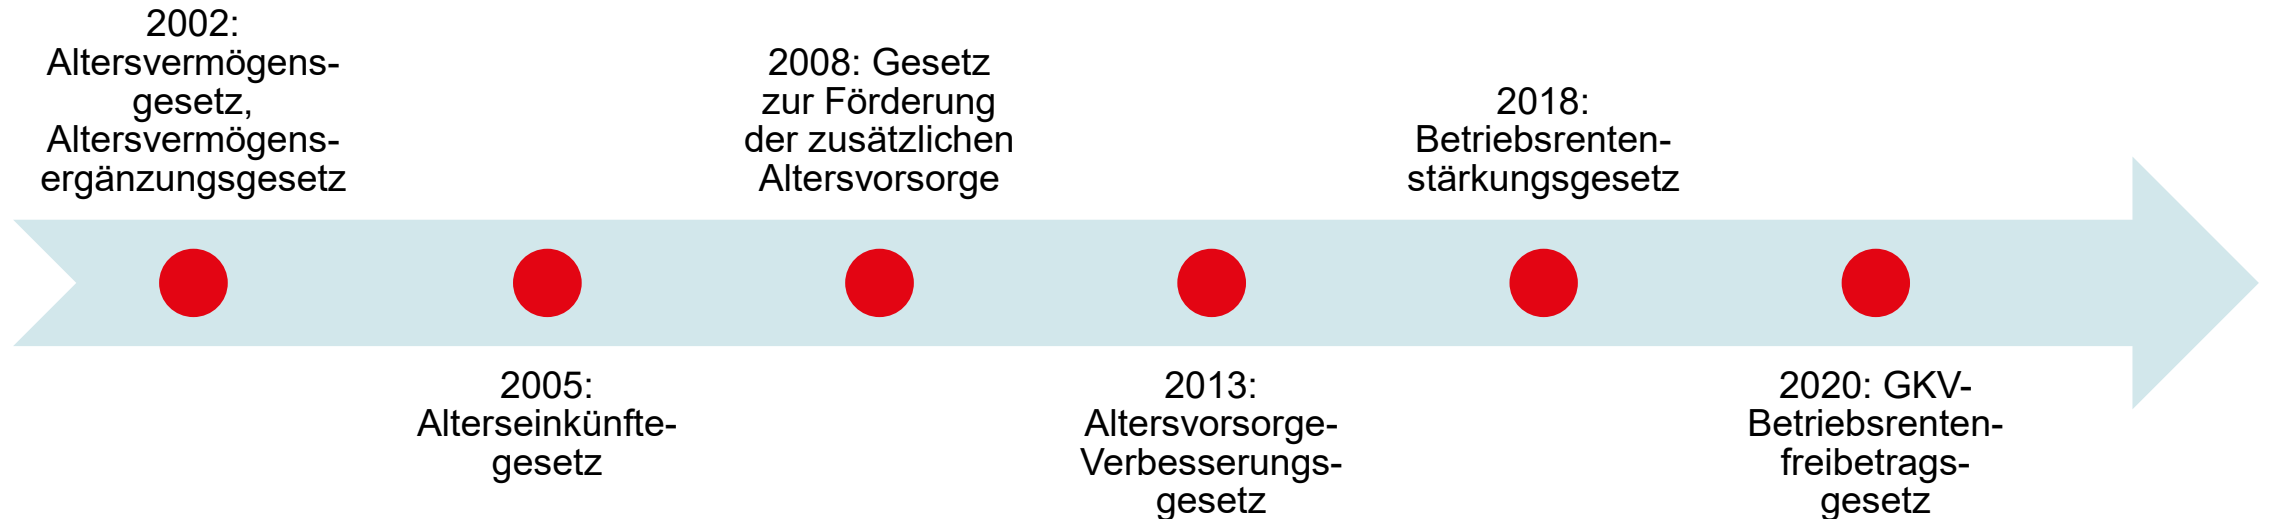 2002:
Altersvermögens-
gesetz,
Altersvermögens-
ergänzungsgesetz
2005:
Alterseinkünfte-
gesetz
2008: Gesetz
zur Förderung
der zusätzlichen
Altersvorsorge
2013:
Altersvorsorge-
Verbesserungs-
gesetz
2018:
Betriebsrenten-
stärkungsgesetz
2020: GKV-
Betriebsrenten-
freibetrags-
gesetz